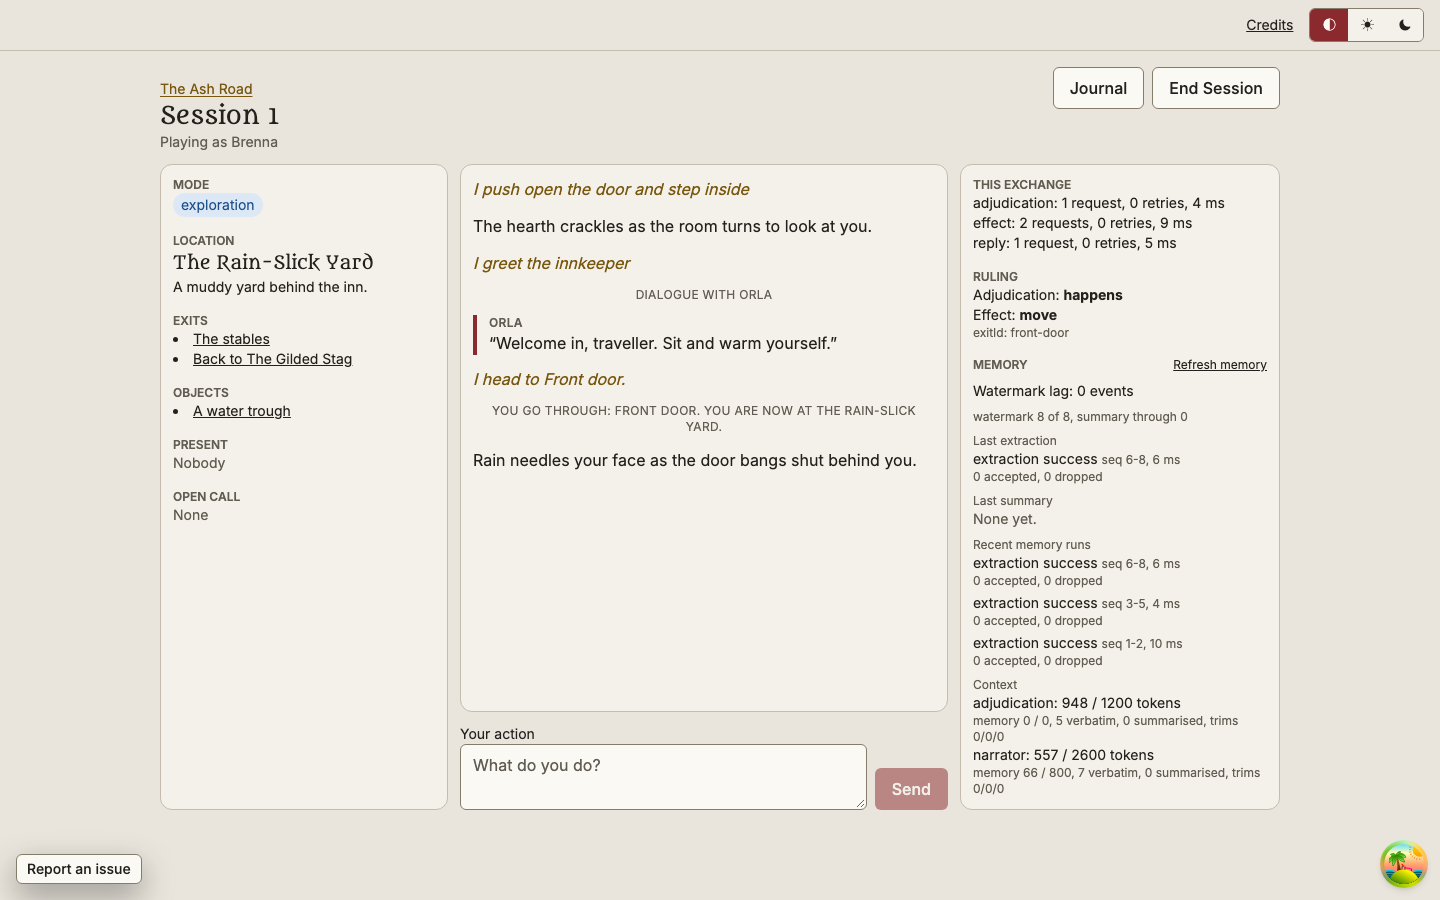 Credits
The Ash Road
Session 1
Playing as Brenna
Journal
End Session
MODE
exploration
LOCATION
The Rain-Slick Yard
A muddy yard behind the inn.
EXITS
The stables
Back to The Gilded Stag
OBJECTS
A water trough
PRESENT
Nobody
OPEN CALL
None
I push open the door and step inside
The hearth crackles as the room turns to look at you.
I greet the innkeeper
DIALOGUE WITH ORLA
ORLA
“Welcome in, traveller. Sit and warm yourself.”
I head to Front door.
YOU GO THROUGH: FRONT DOOR. YOU ARE NOW AT THE RAIN-SLICK
YARD.
Rain needles your face as the door bangs shut behind you.
Your action
What do you do?
Send
THIS EXCHANGE
adjudication: 1 request, 0 retries, 4 ms
effect: 2 requests, 0 retries, 9 ms
reply: 1 request, 0 retries, 5 ms
RULING
Adjudication: happens
Effect: move
exitId: front-door
MEMORY
Refresh memory
Watermark lag: 0 events
watermark 8 of 8, summary through 0
Last extraction
extraction success seq 6-8, 6 ms
0 accepted, 0 dropped
Last summary
None yet.
Recent memory runs
extraction success seq 6-8, 6 ms
0 accepted, 0 dropped
extraction success seq 3-5, 4 ms
0 accepted, 0 dropped
extraction success seq 1-2, 10 ms
0 accepted, 0 dropped
Context
adjudication: 948 / 1200 tokens
memory 0 / 0, 5 verbatim, 0 summarised, trims
0/0/0
narrator: 557 / 2600 tokens
memory 66 / 800, 7 verbatim, 0 summarised, trims
0/0/0
Report an issue